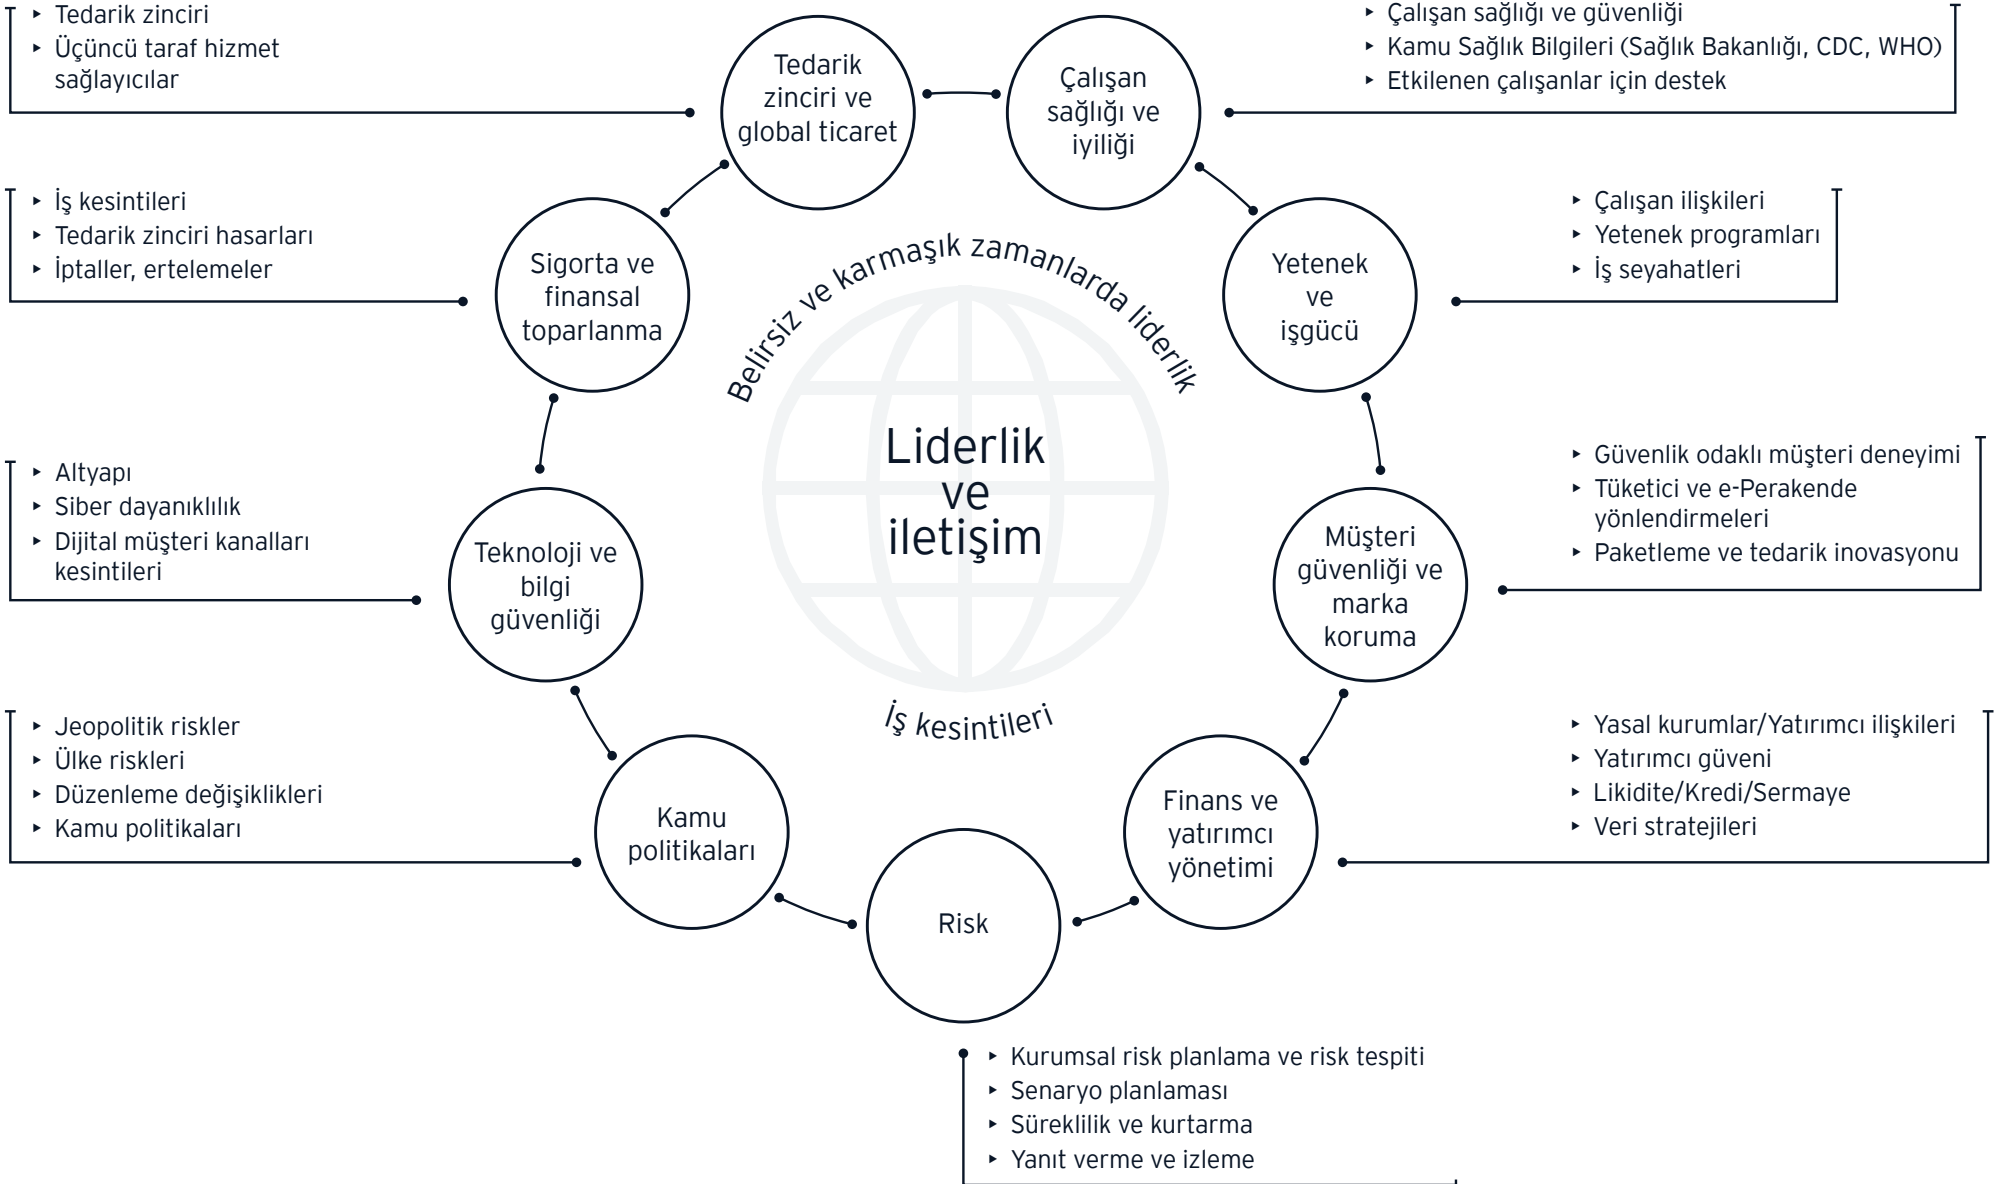 Tedarik zinciri
Üçüncü taraf hizmet
sağlayıcılar
Tedarik
zinciri ve
global ticaret
Çalışan
sağlığı ve
iyiliği
Çalışan sağlığı ve güvenliği
Kamu Sağlık Bilgileri (Sağlık Bakanlığı, CDC, WHO)
Etkilenen çalışanlar için destek
İş kesintileri
Tedarik zinciri hasarları
İptaller, ertelemeler
Sigorta ve
finansal
toparlanma
Yetenek
ve
işgücü
Çalışan ilişkileri
Yetenek programları
İş seyahatleri
Belirsiz ve karmaşık zamanlarda liderlik
Liderlik
ve
iletişim
İş kesintileri
Altyapı
Siber dayanıklılık
Dijital müşteri kanalları
kesintileri
Teknoloji ve
bilgi
güvenliği
Müşteri
güvenliği ve
marka
koruma
Güvenlik odaklı müşteri deneyimi
Tüketici ve e-Perakende
yönlendirmeleri
Paketleme ve tedarik inovasyonu
Jeopolitik riskler
Ülke riskleri
Düzenleme değişiklikleri
Kamu politikaları
Kamu
politikaları
Finans ve
yatırımcı
yönetimi
Yasal kurumlar/Yatırımcı ilişkileri
Yatırımcı güveni
Likidite/Kredi/Sermaye
Veri stratejileri
Risk
Kurumsal risk planlama ve risk tespiti
Senaryo planlaması
Süreklilik ve kurtarma
Yanıt verme ve izleme